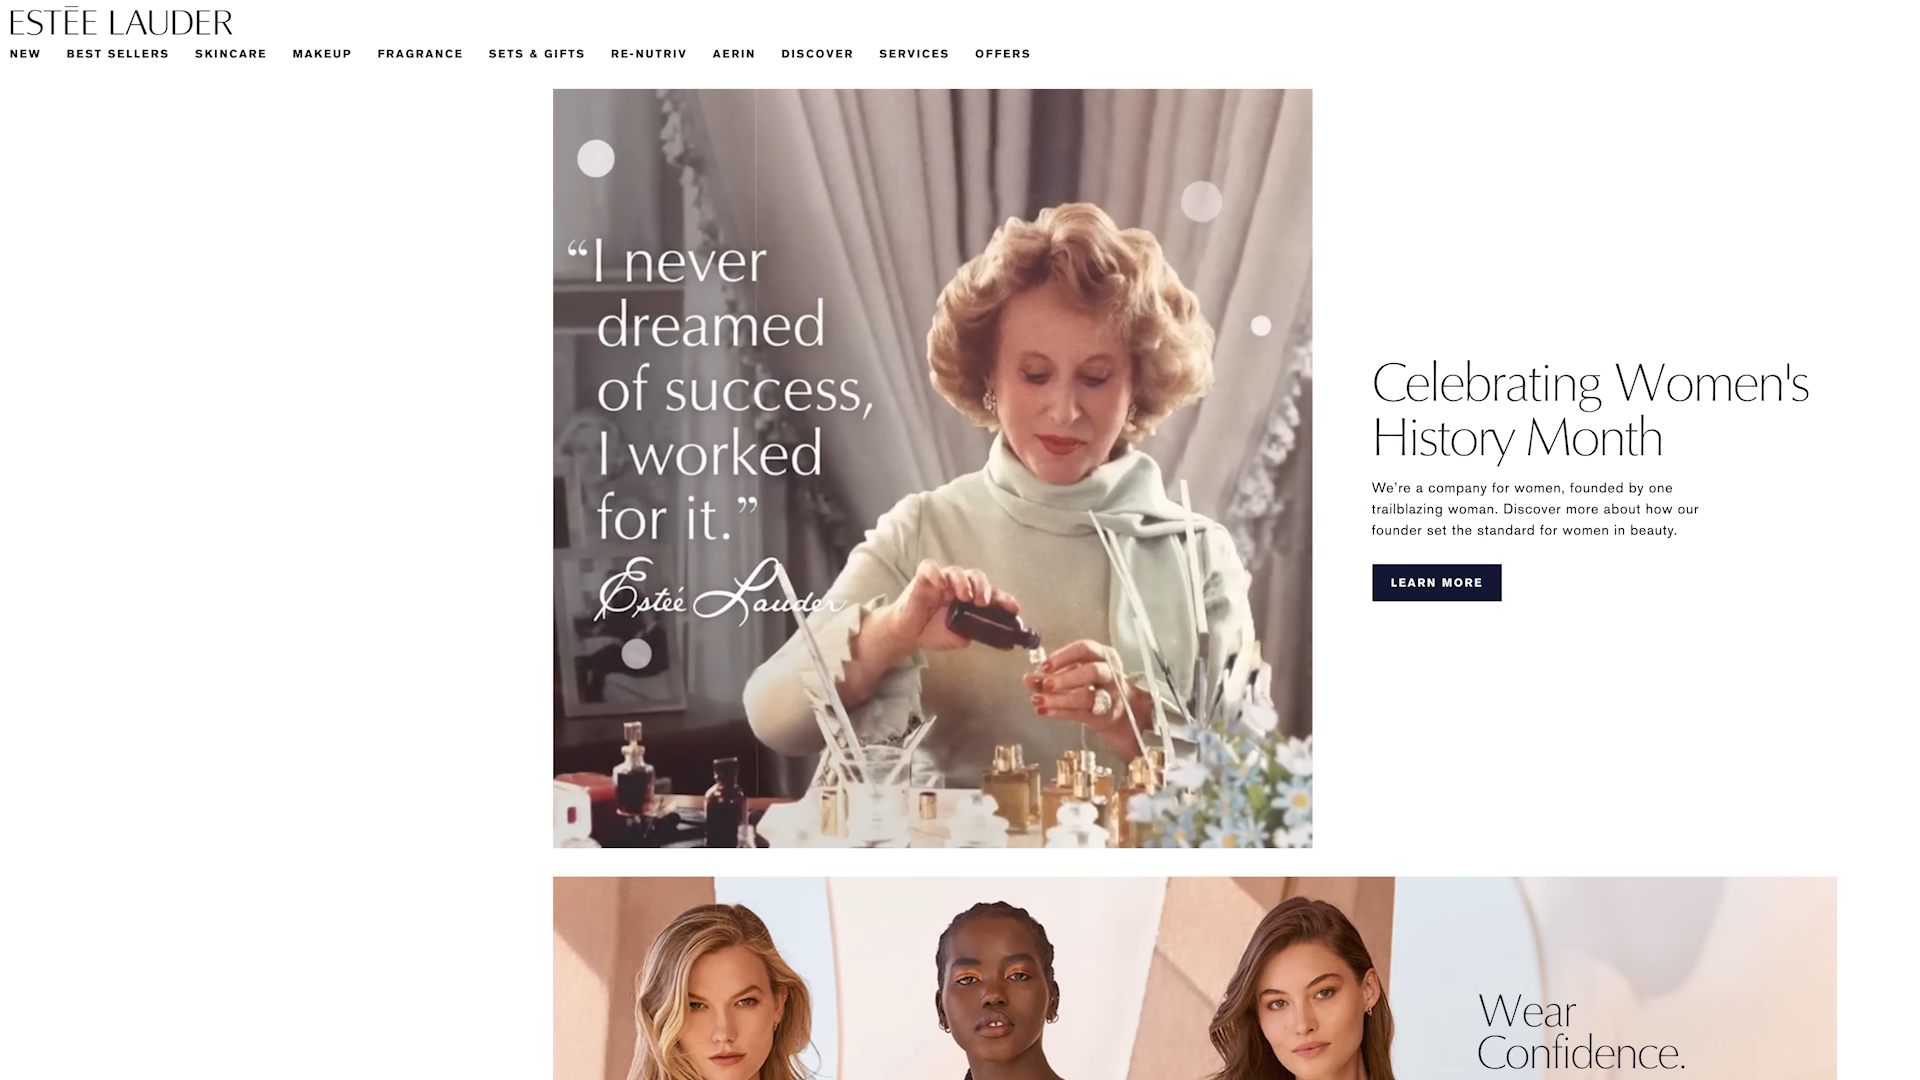 ESTĒE LAUDER
NEW BEST SELLERS SKINCARE MAKEUP FRAGRANCE SETS & GIFTS RE-NUTRIV AERIN DISCOVER SERVICES OFFERS
“I never
dreamed
of success,
I worked
for it.”
Estée Lauder
Celebrating Women's
History Month
We’re a company for women, founded by one
trailblazing woman. Discover more about how our
founder set the standard for women in beauty.
LEARN MORE
Wear
Confidence.